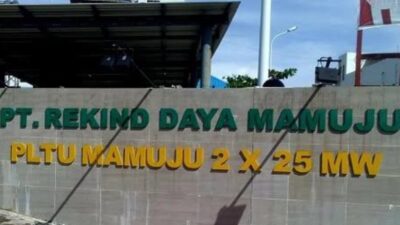 PT. REKIND DAYA MAMUJU
PLTU MAMUJU 2 X 25 MW